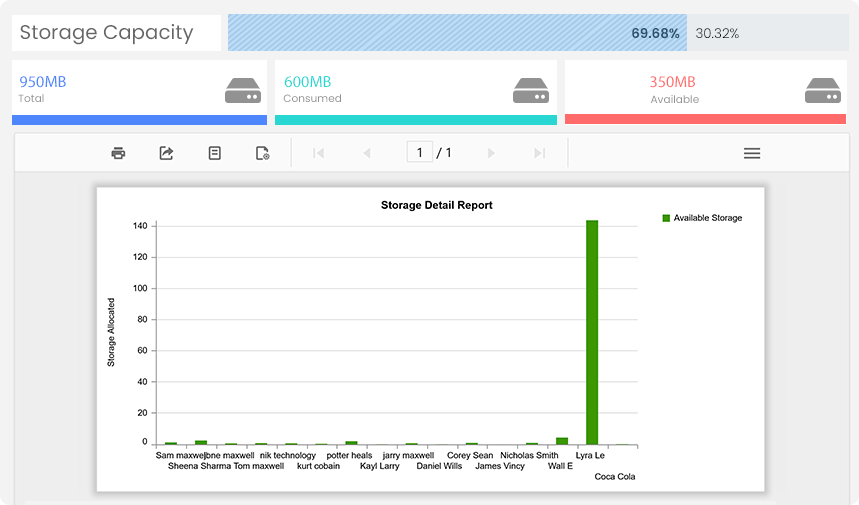 Storage Capacity
69.68% 30.32%
950MB
Total
600MB
Consumed
350MB
Available
1 / 1
Storage Detail Report
Available Storage
Storage Allocated
140
120
100
80
60
40
20
0
Sam maxwell
Sheena Sharma
Tom maxwell
nik technology
kurt cobain
potter heals
Kayl Larry
jarry maxwell
Daniel Wills
Corey Sean
James Vincy
Nicholas Smith
Wall E
Lyra Le
Coca Cola